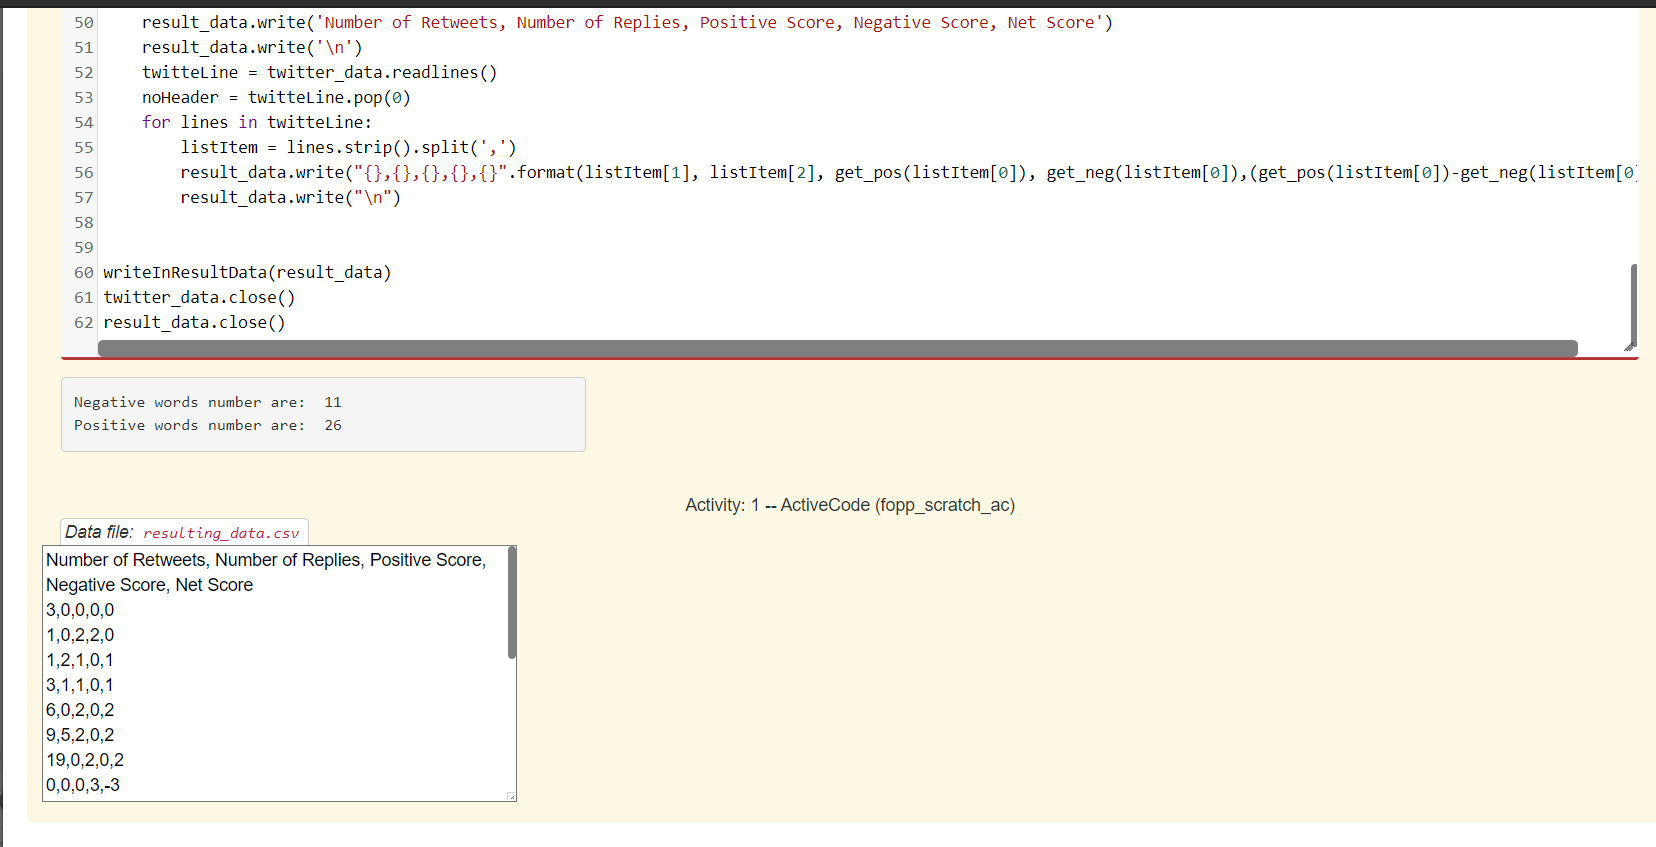 50     result_data.write('Number of Retweets, Number of Replies, Positive Score, Negative Score, Net Score')
51     result_data.write('\n')
52     twitteLine = twitter_data.readlines()
53     noHeader = twitteLine.pop(0)
54     for lines in twitteLine:
55         listItem = lines.strip().split(',')
56         result_data.write("{},{},{},{},{}".format(listItem[1], listItem[2], get_pos(listItem[0]), get_neg(listItem[0]),(get_pos(listItem[0])-get_neg(listItem[0]
57         result_data.write("\n")
58
59
60 writeInResultData(result_data)
61 twitter_data.close()
62 result_data.close()
Negative words number are:  11
Positive words number are:  26
Activity: 1 -- ActiveCode (fopp_scratch_ac)
Data file: resulting_data.csv
Number of Retweets, Number of Replies, Positive Score,
Negative Score, Net Score
3,0,0,0,0
1,0,2,2,0
1,2,1,0,1
3,1,1,0,1
6,0,2,0,2
9,5,2,0,2
19,0,2,0,2
0,0,0,3,-3